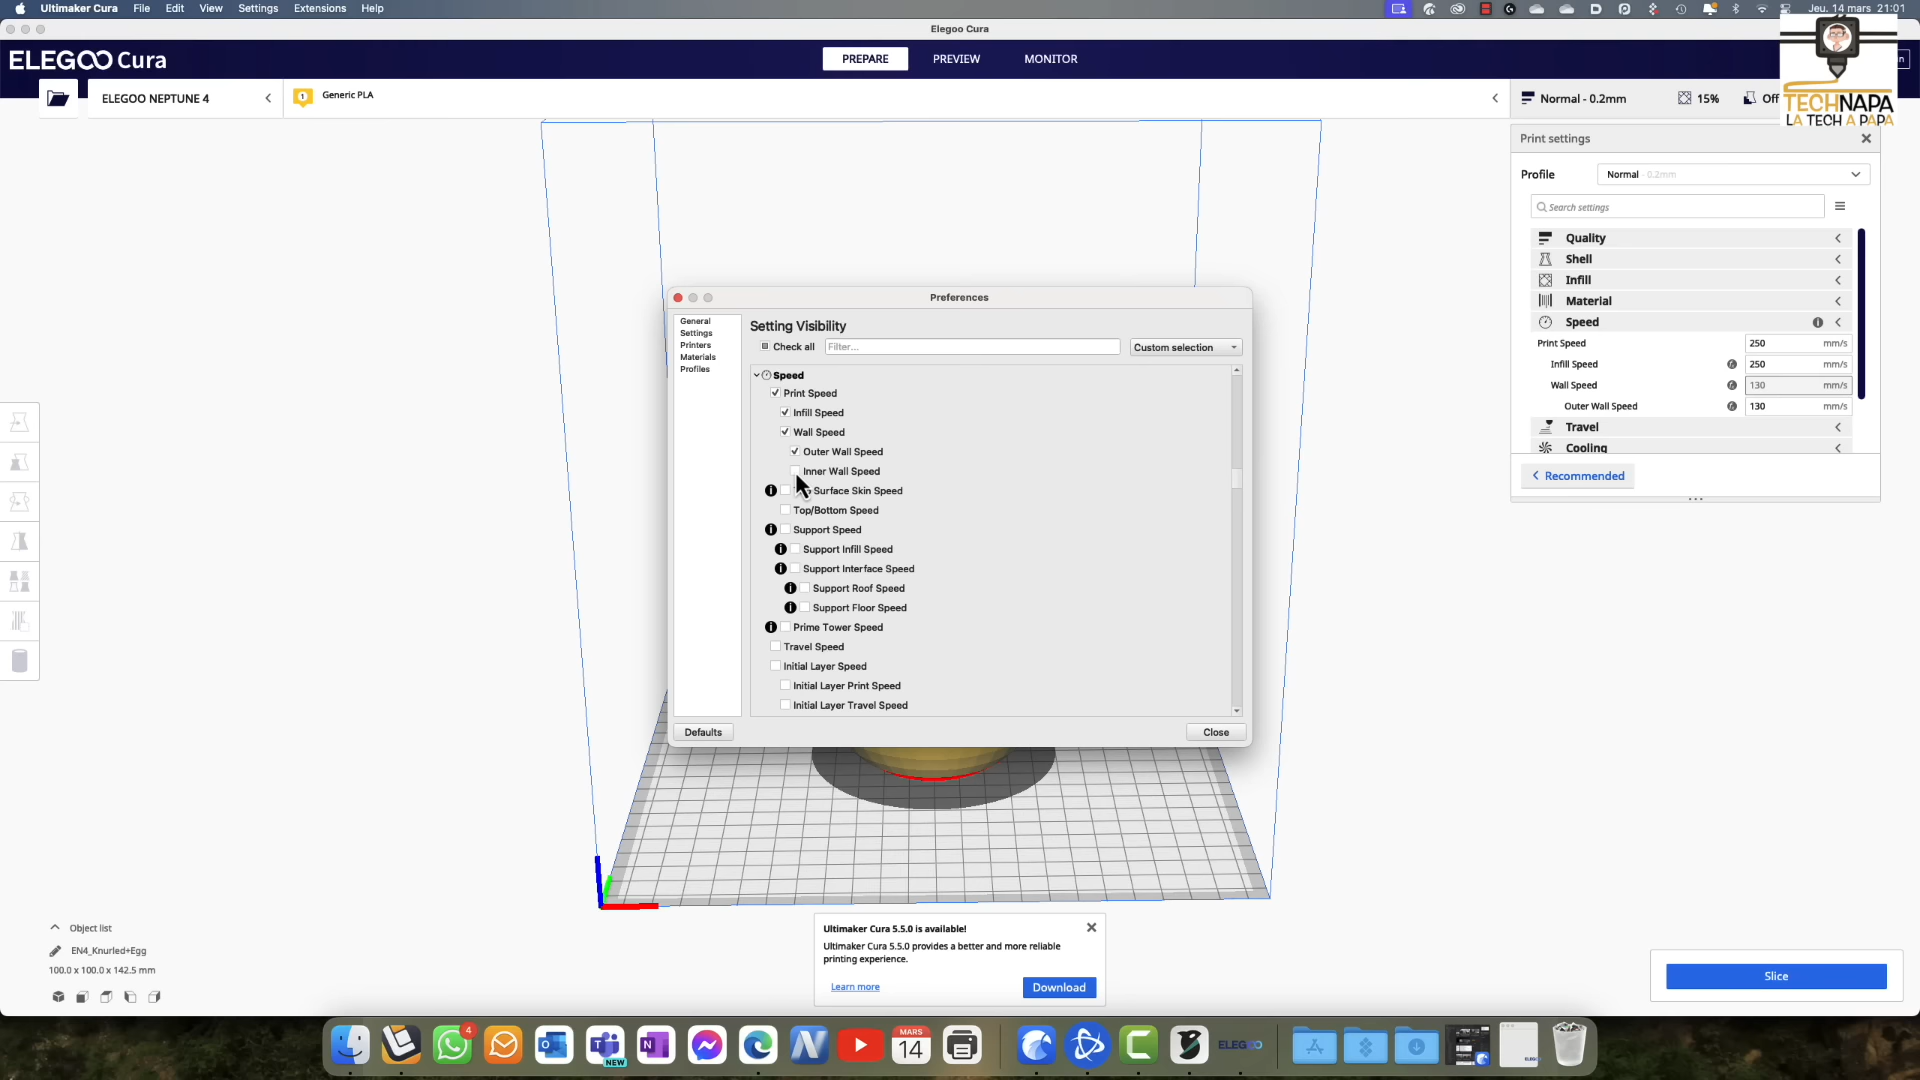 Ultimaker Cura File Edit View Settings Extensions Help
Jeu. 14 mars 21:01
Elegoo Cura
ELEGOO Cura
PREPARE PREVIEW MONITOR
ELEGOO NEPTUNE 4
1 Generic PLA
Normal - 0.2mm 15% Off
TECHNAPA
LA TECH A PAPA
Print settings
Profile Normal - 0.2mm
Search settings
Quality
Shell
Infill
Material
Speed
Print Speed 250 mm/s
Infill Speed 250 mm/s
Wall Speed 130 mm/s
Outer Wall Speed 130 mm/s
Travel
Cooling
Recommended
Preferences
General
Settings
Printers
Materials
Profiles
Setting Visibility
Check all Filter... Custom selection
Speed
Print Speed
Infill Speed
Wall Speed
Outer Wall Speed
Inner Wall Speed
Surface Skin Speed
Top/Bottom Speed
Support Speed
Support Infill Speed
Support Interface Speed
Support Roof Speed
Support Floor Speed
Prime Tower Speed
Travel Speed
Initial Layer Speed
Initial Layer Print Speed
Initial Layer Travel Speed
Defaults Close
Object list
EN4_Knurled+Egg
100.0 x 100.0 x 142.5 mm
Ultimaker Cura 5.5.0 is available!
Ultimaker Cura 5.5.0 provides a better and more reliable
printing experience.
Learn more Download
Slice
4
NEW
MARS
14
ELEGOO